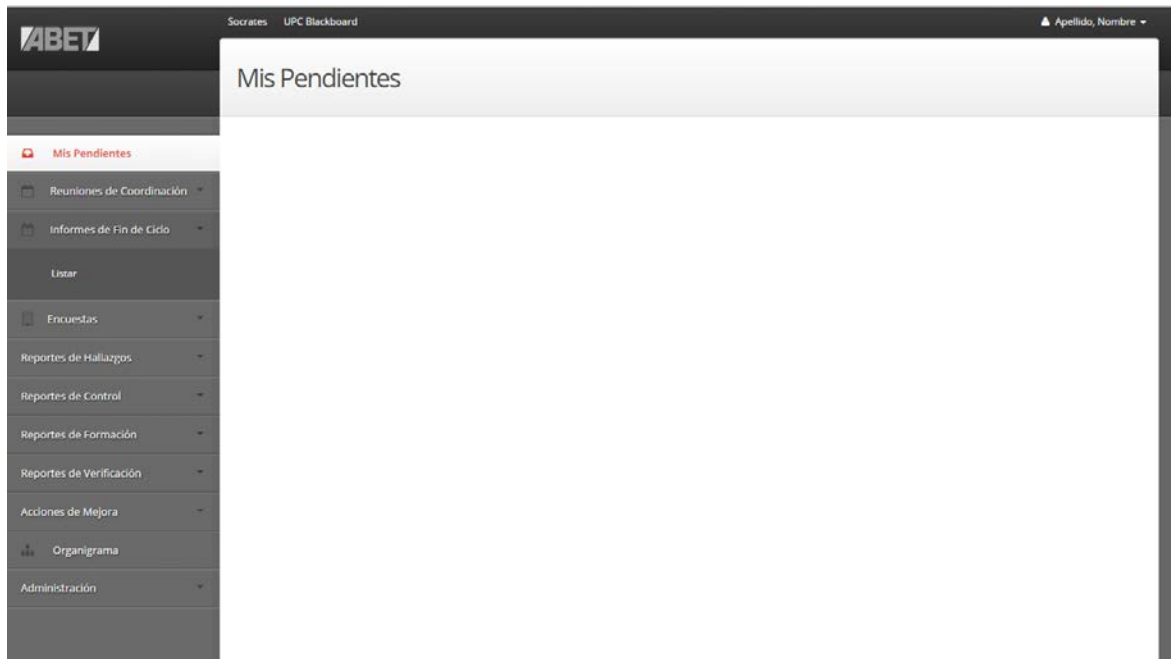 ABET
Socrates UPC Blackboard Apellido, Nombre
Mis Pendientes
Mis Pendientes
Reuniones de Coordinación
Informes de Fin de Ciclo
Listar
Encuestas
Reportes de Hallazgos
Reportes de Control
Reportes de Formación
Reportes de Verificación
Acciones de Mejora
Organigrama
Administración